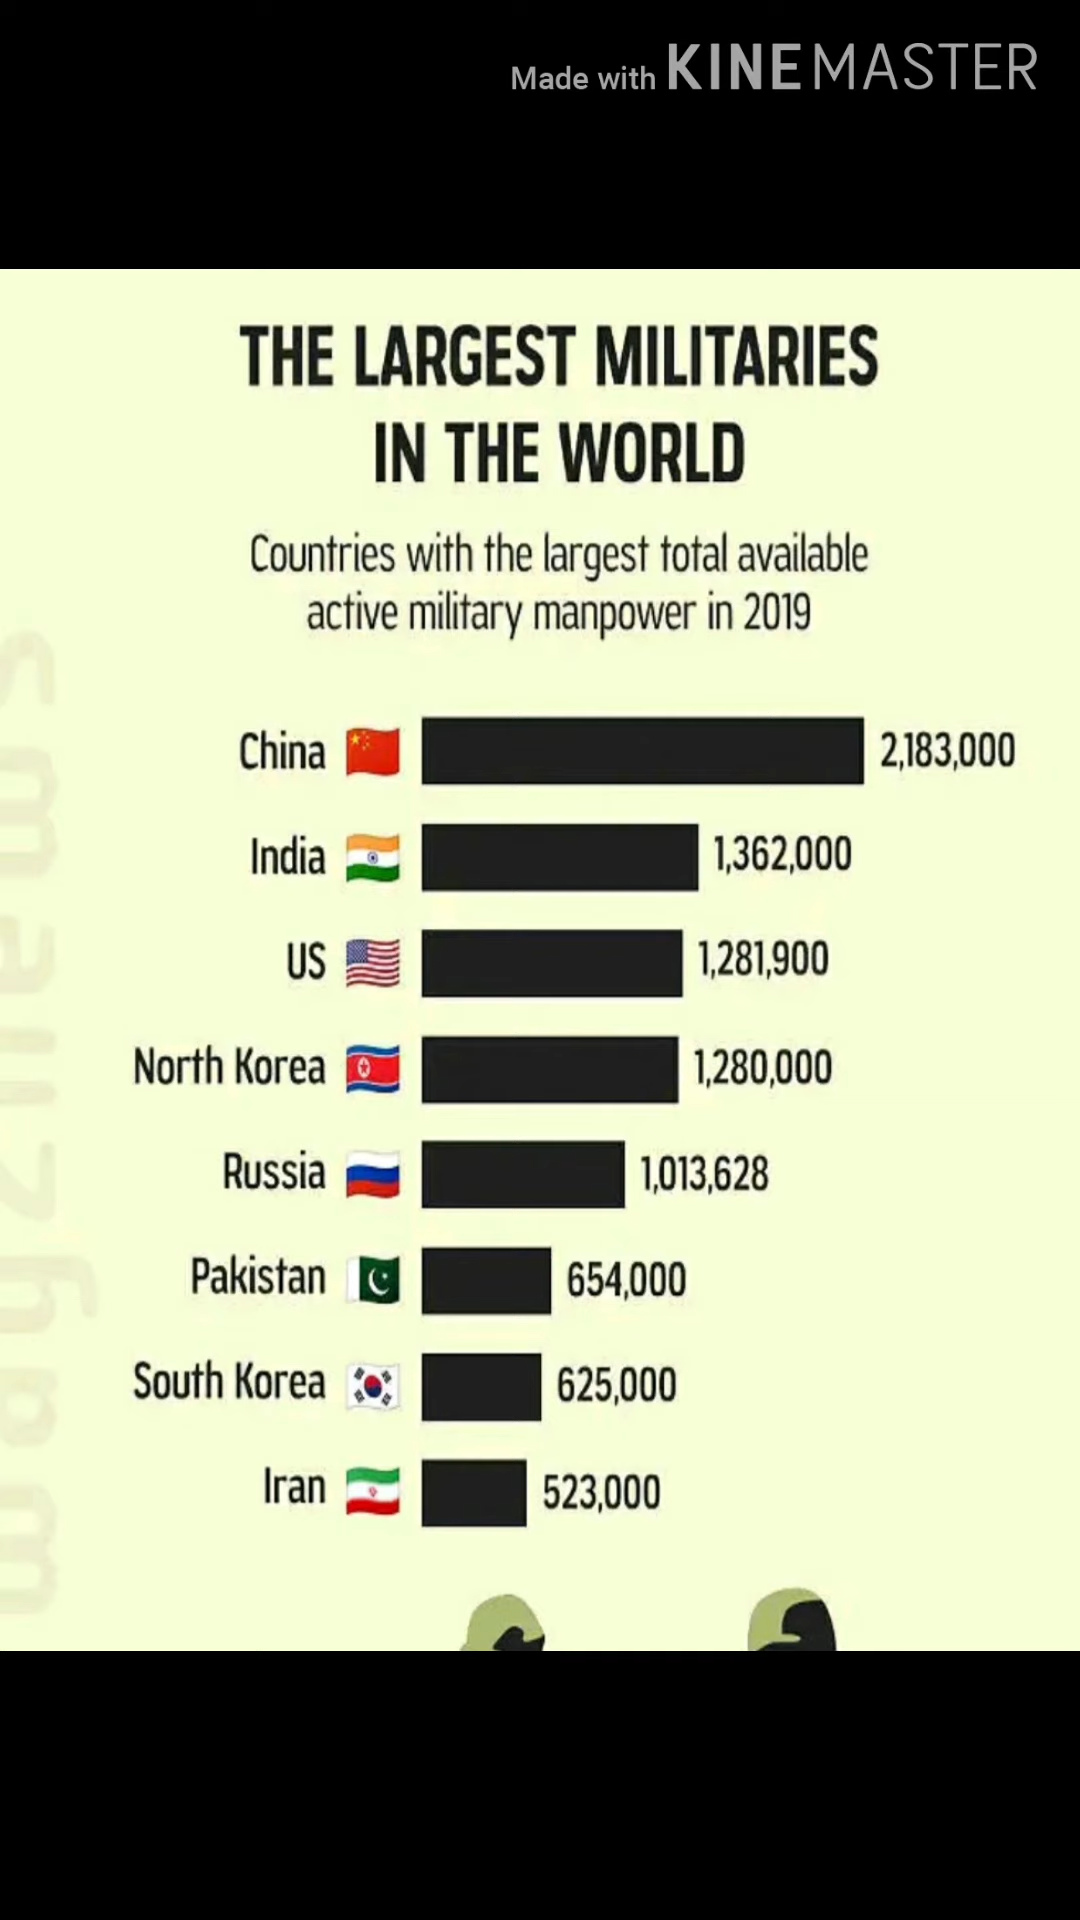 Made with KINEMASTER
THE LARGEST MILITARIES
IN THE WORLD
Countries with the largest total available
active military manpower in 2019
China 2,183,000
India 1,362,000
US 1,281,900
North Korea 1,280,000
Russia 1,013,628
Pakistan 654,000
South Korea 625,000
Iran 523,000